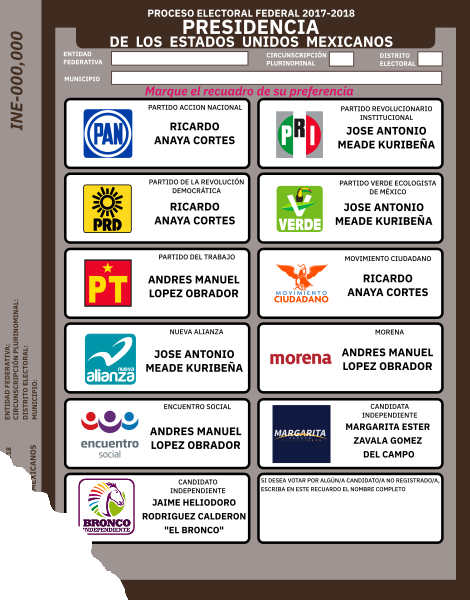 PROCESO ELECTORAL FEDERAL 2017-2018
PRESIDENCIA
DE LOS ESTADOS UNIDOS MEXICANOS
ENTIDAD
FEDERATIVA:
CIRCUNSCRIPCIÓN
PLURINOMINAL
DISTRITO
ELECTORAL
MUNICIPIO
Marque el recuadro de su preferencia
PARTIDO ACCION NACIONAL
PAN
RICARDO
ANAYA CORTES
PARTIDO REVOLUCIONARIO
INSTITUCIONAL
PRI
JOSE ANTONIO
MEADE KURIBEÑA
PARTIDO DE LA REVOLUCIÓN
DEMOCRÁTICA
PRD
RICARDO
ANAYA CORTES
PARTIDO VERDE ECOLOGISTA
DE MÉXICO
VERDE
JOSE ANTONIO
MEADE KURIBEÑA
PARTIDO DEL TRABAJO
PT
ANDRES MANUEL
LOPEZ OBRADOR
MOVIMIENTO CIUDADANO
MOVIMIENTO
CIUDADANO
RICARDO
ANAYA CORTES
NUEVA ALIANZA
nueva
alianza
JOSE ANTONIO
MEADE KURIBEÑA
MORENA
morena
ANDRES MANUEL
LOPEZ OBRADOR
ENCUENTRO SOCIAL
encuentro
social
ANDRES MANUEL
LOPEZ OBRADOR
CANDIDATA
INDEPENDIENTE
MARGARITA
MARGARITA ESTER
ZAVALA GOMEZ
DEL CAMPO
CANDIDATO
INDEPENDIENTE
BRONCO
INDEPENDIENTE
JAIME HELIODORO
RODRIGUEZ CALDERON
"EL BRONCO"
SI DESEA VOTAR POR ALGÚN/A CANDIDATO/A NO REGISTRADO/A,
ESCRIBA EN ESTE RECUARDO EL NOMBRE COMPLETO
INE-000,000
ENTIDAD FEDERATIVA:
CIRCUNSCRIPCIÓN PLURINOMINAL:
DISTRITO ELECTORAL:
MUNICIPIO:
18
MEXICANOS